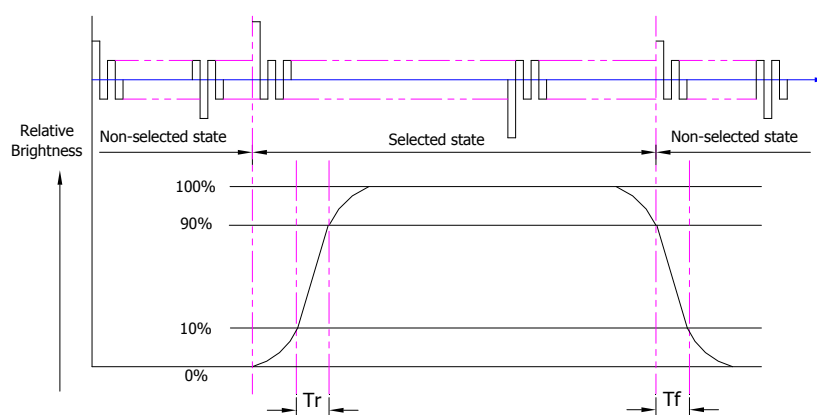 Relative
Brightness
Non-selected state
Selected state
Non-selected state
100%
90%
10%
0%
Tr
Tf